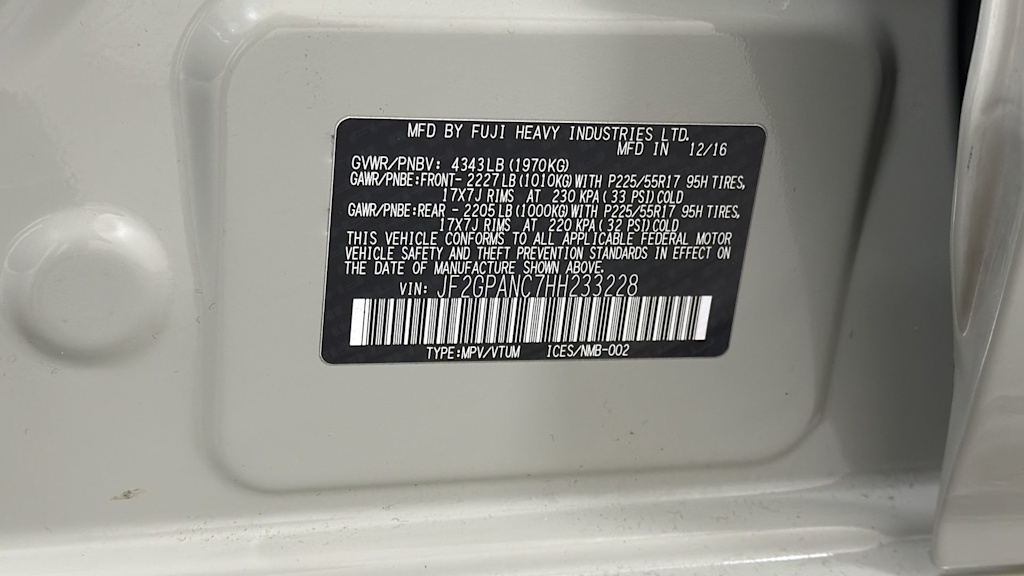 MFD BY FUJI HEAVY INDUSTRIES LTD.
MFD IN 12/16
GVWR/PNBV: 4343LB(1970KG)
GAWR/PNBE:FRONT-2227LB(1010KG)WITH P225/55R17 95H TIRES,
17X7J RIMS AT 230 KPA(33 PSI)COLD
GAWR/PNBE:REAR -2205LB(1000KG)WITH P225/55R17 95H TIRES,
17X7J RIMS AT 220 KPA(32 PSI)COLD
THIS VEHICLE CONFORMS TO ALL APPLICABLE FEDERAL MOTOR
VEHICLE SAFETY AND THEFT PREVENTION STANDARDS IN EFFECT ON
THE DATE OF MANUFACTURE SHOWN ABOVE.
VIN: JF2GPANC7HH233228
TYPE:MPV/VTUM ICES/NMB-002